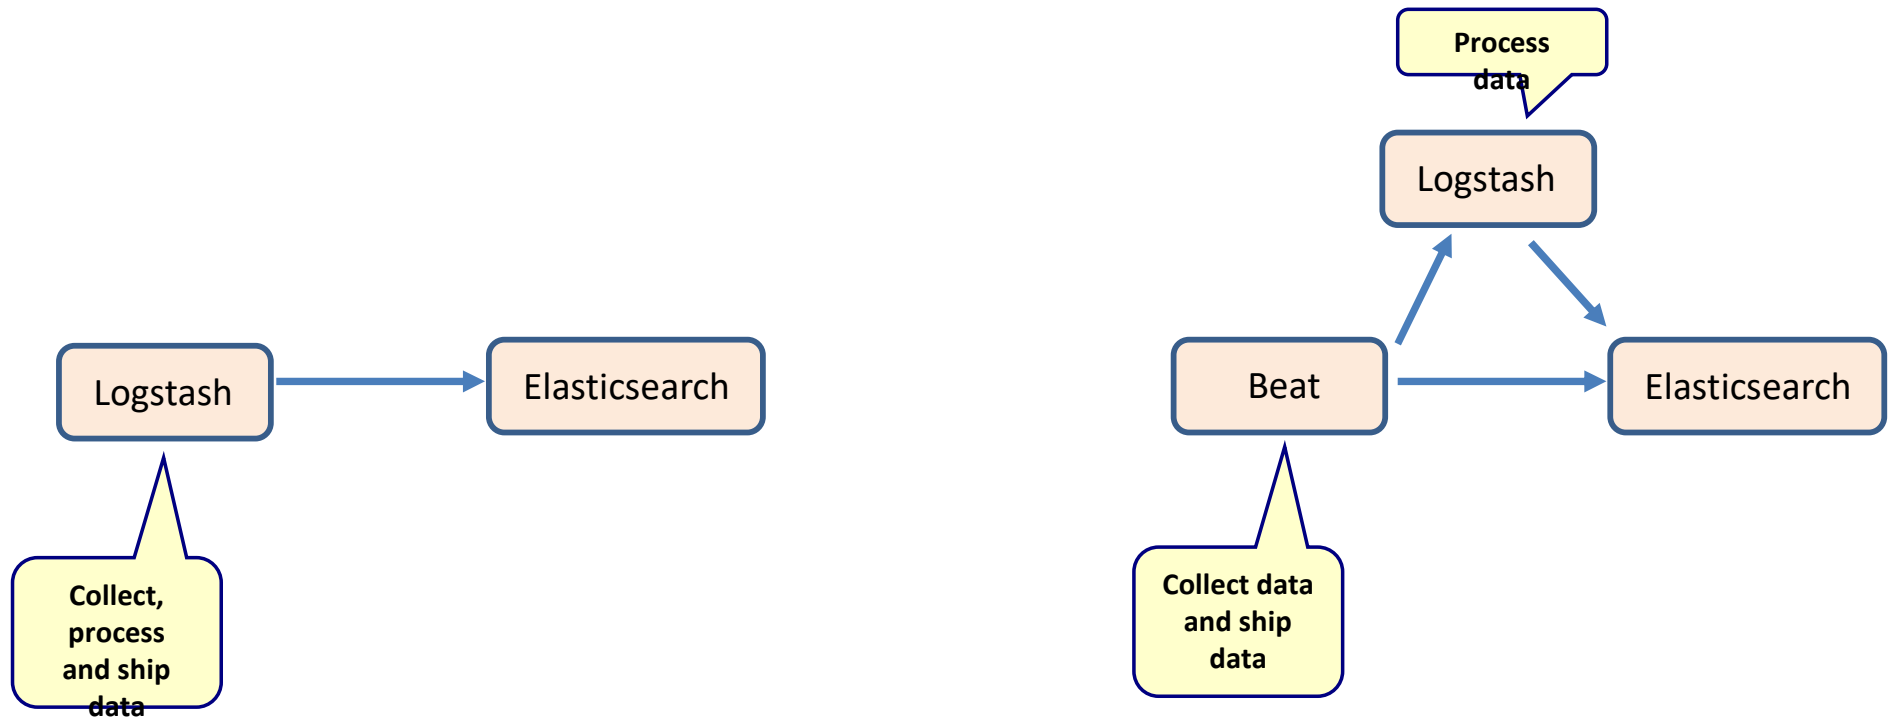 Process
data
Logstash
Logstash
Elasticsearch
Beat
Elasticsearch
Collect,
process
and ship
data
Collect data
and ship
data